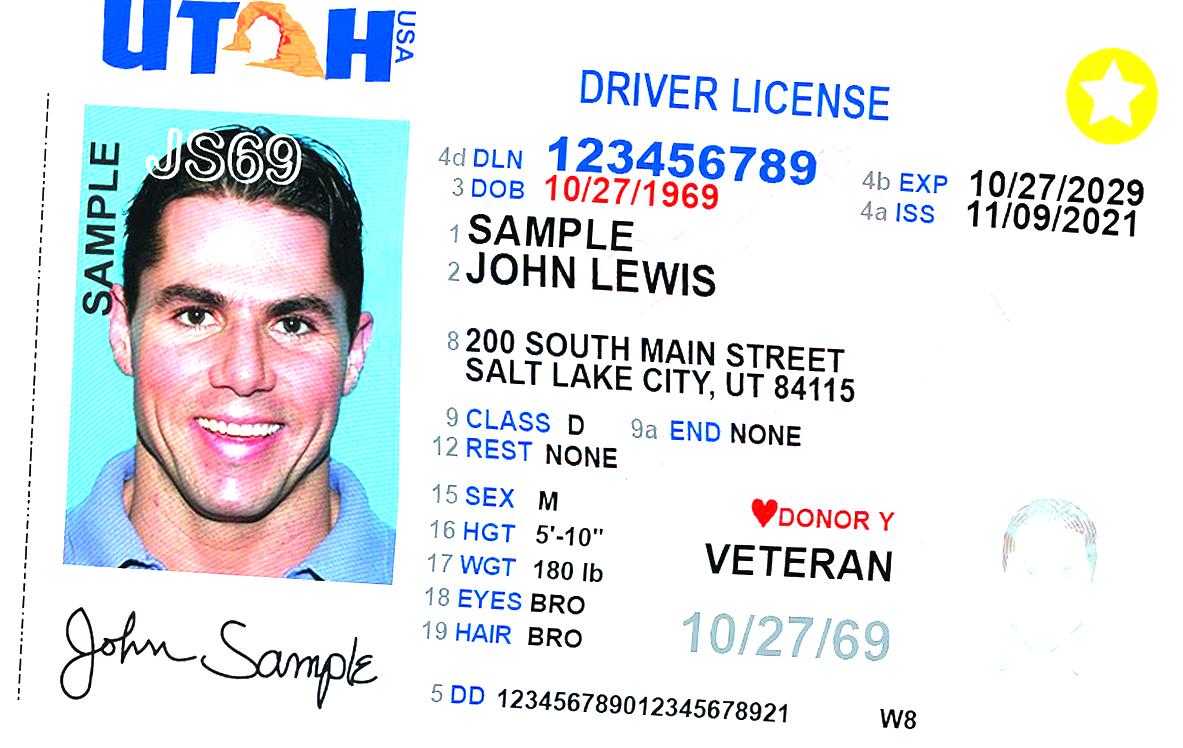 UTAH USA
DRIVER LICENSE
SAMPLE
JS69
4d DLN 123456789
3 DOB 10/27/1969
4b EXP 10/27/2029
4a ISS 11/09/2021
1 SAMPLE
2 JOHN LEWIS
8 200 SOUTH MAIN STREET
SALT LAKE CITY, UT 84115
9 CLASS D 9a END NONE
12 REST NONE
15 SEX M
16 HGT 5'-10"
17 WGT 180 lb
18 EYES BRO
19 HAIR BRO
DONOR Y
VETERAN
10/27/69
John Sample
5 DD 123456789012345678921 W8